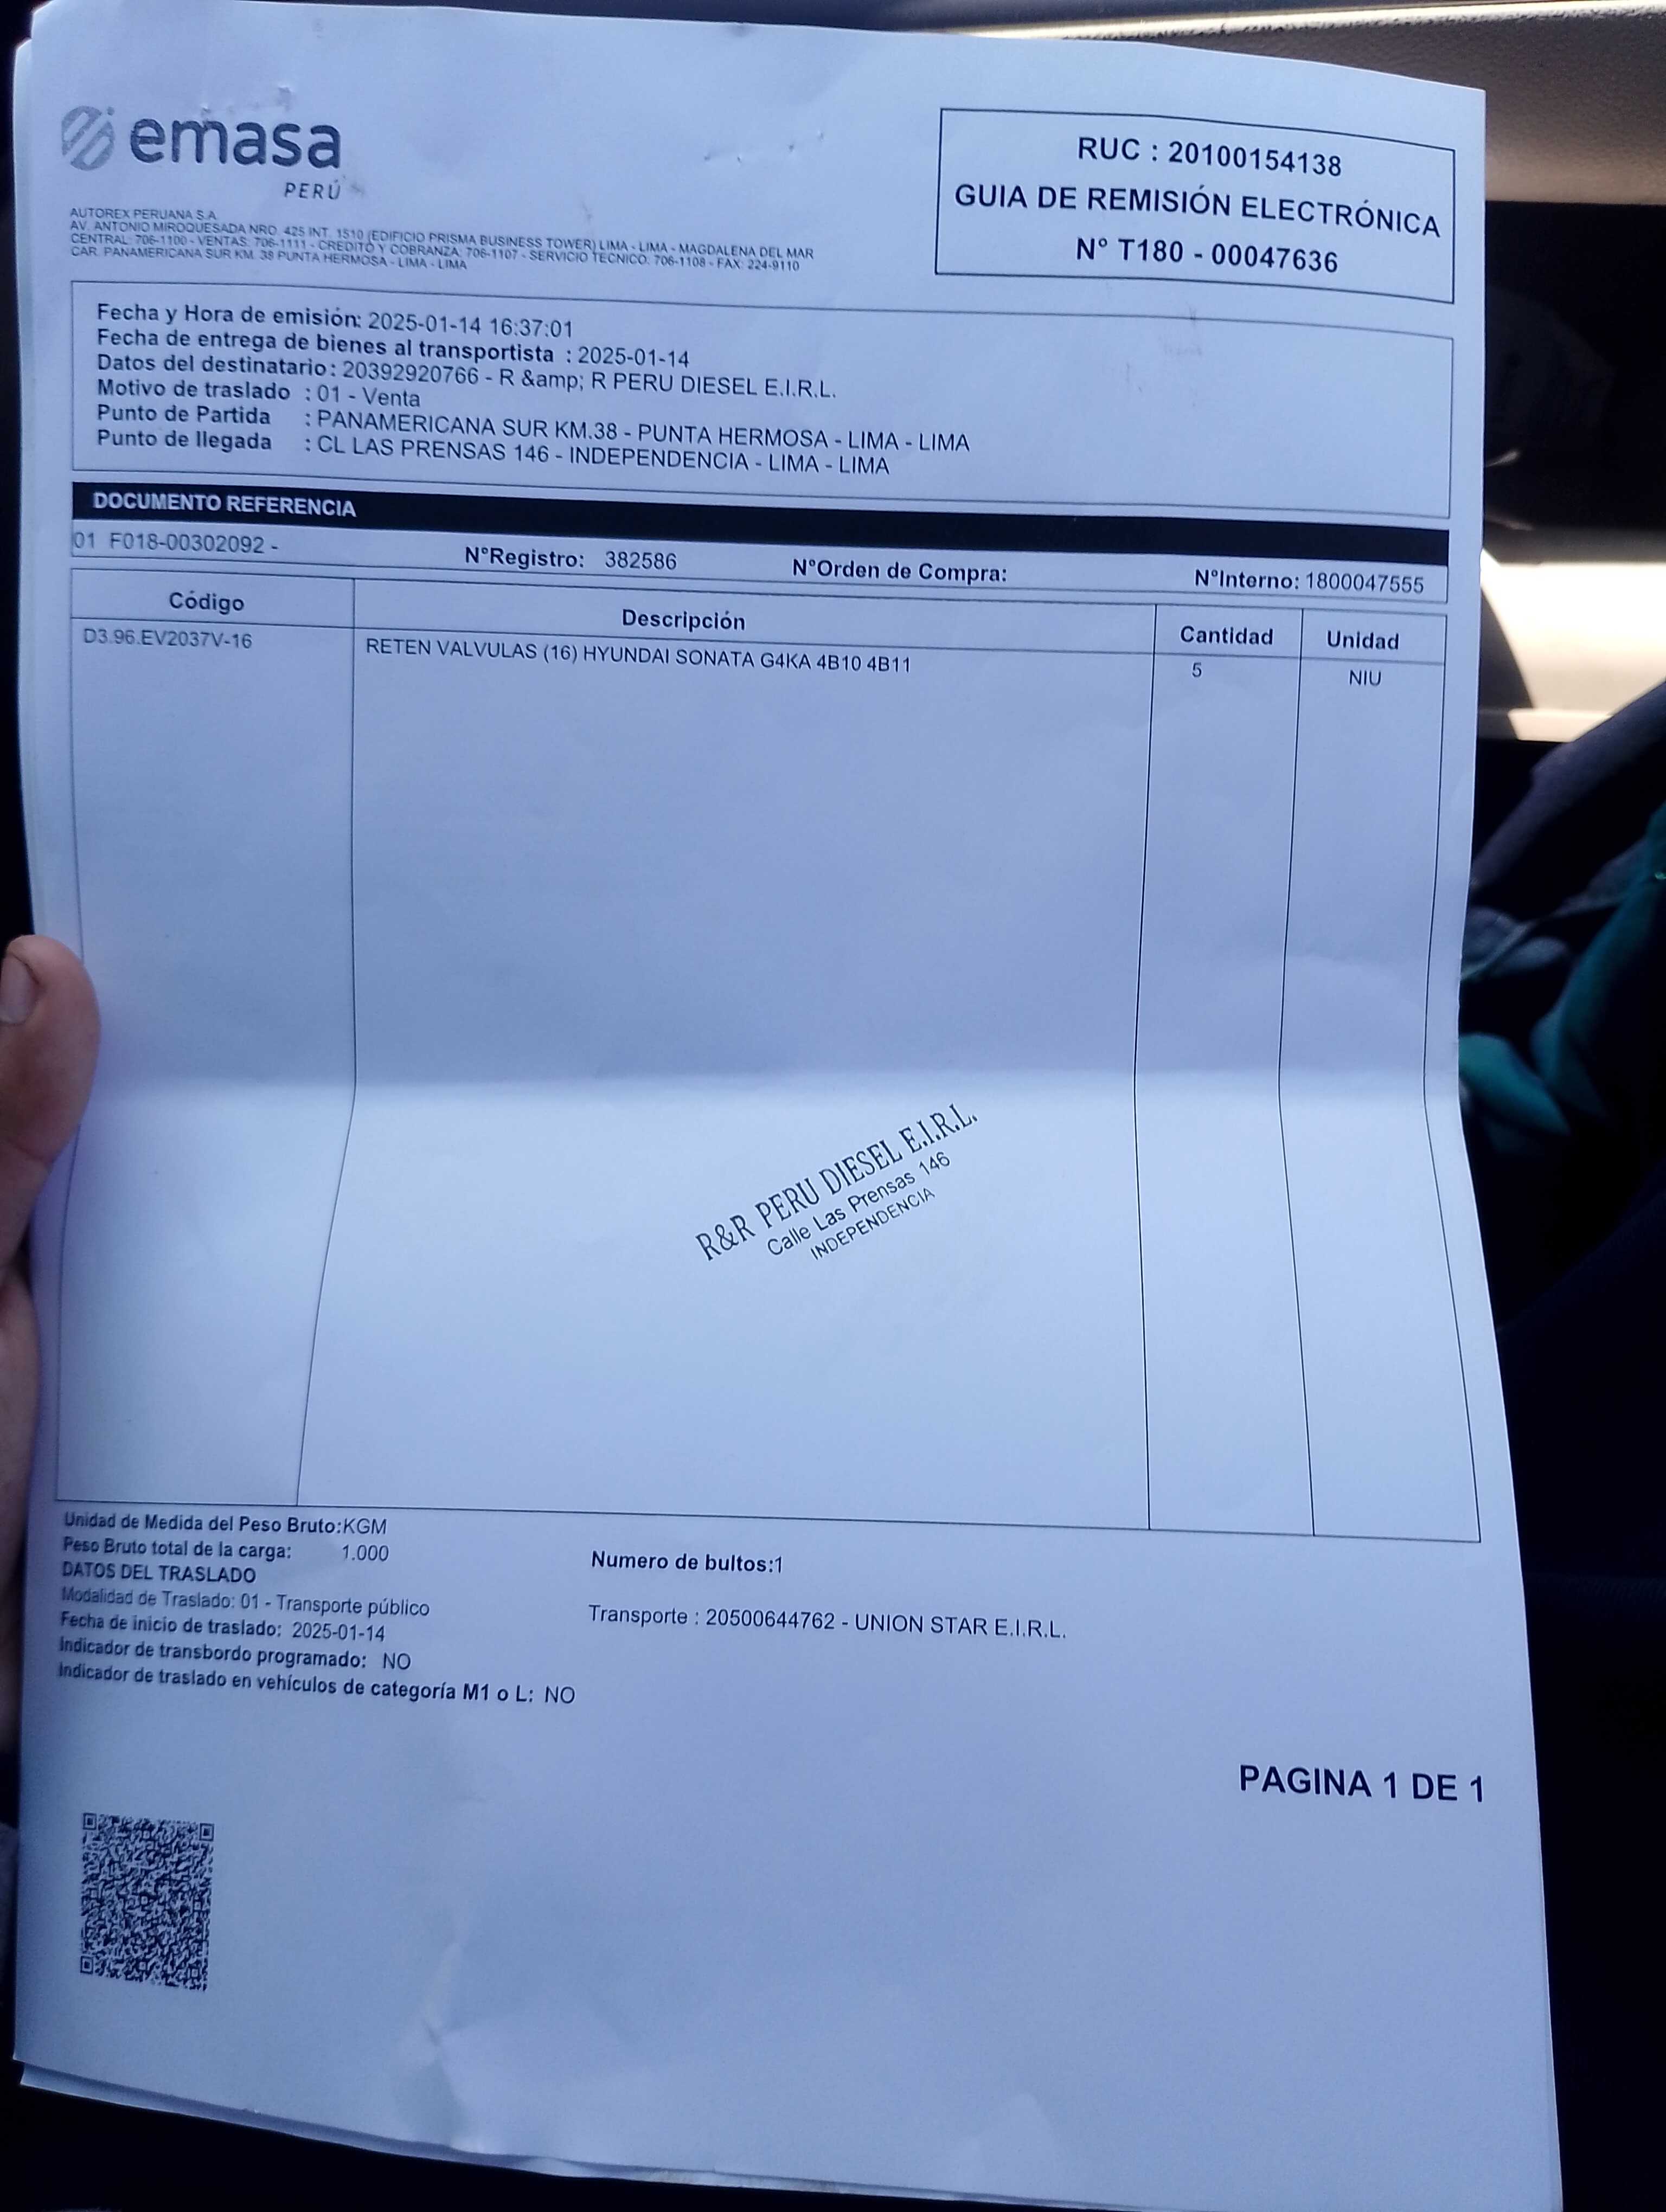 emasa
PERÚ
AUTOREX PERUANA S.A.
AV. ANTONIO MIROQUESADA NRO. 425 INT. 1510 (EDIFICIO PRISMA BUSINESS TOWER) LIMA - LIMA - MAGDALENA DEL MAR
CENTRAL: 706-1100 - VENTAS: 706-1111 - CREDITO Y COBRANZA: 706-1107 - SERVICIO TECNICO: 706-1108 - FAX: 224-9110
CAR. PANAMERICANA SUR KM. 38 PUNTA HERMOSA - LIMA - LIMA
RUC : 20100154138
GUIA DE REMISIÓN ELECTRÓNICA
N° T180 - 00047636
Fecha y Hora de emisión: 2025-01-14 16:37:01
Fecha de entrega de bienes al transportista : 2025-01-14
Datos del destinatario : 20392920766 - R &amp; R PERU DIESEL E.I.R.L.
Motivo de traslado : 01 - Venta
Punto de Partida : PANAMERICANA SUR KM.38 - PUNTA HERMOSA - LIMA - LIMA
Punto de llegada : CL LAS PRENSAS 146 - INDEPENDENCIA - LIMA - LIMA
DOCUMENTO REFERENCIA
01 F018-00302092 - N°Registro: 382586 N°Orden de Compra: N°Interno: 1800047555
Código Descripción Cantidad Unidad
D3.96.EV2037V-16 RETEN VALVULAS (16) HYUNDAI SONATA G4KA 4B10 4B11 5 NIU
R&R PERU DIESEL E.I.R.L.
Calle Las Prensas 146
INDEPENDENCIA
Unidad de Medida del Peso Bruto:KGM
Peso Bruto total de la carga: 1.000 Numero de bultos:1
DATOS DEL TRASLADO
Modalidad de Traslado: 01 - Transporte público Transporte : 20500644762 - UNION STAR E.I.R.L.
Fecha de inicio de traslado: 2025-01-14
Indicador de transbordo programado: NO
Indicador de traslado en vehículos de categoría M1 o L: NO
PAGINA 1 DE 1